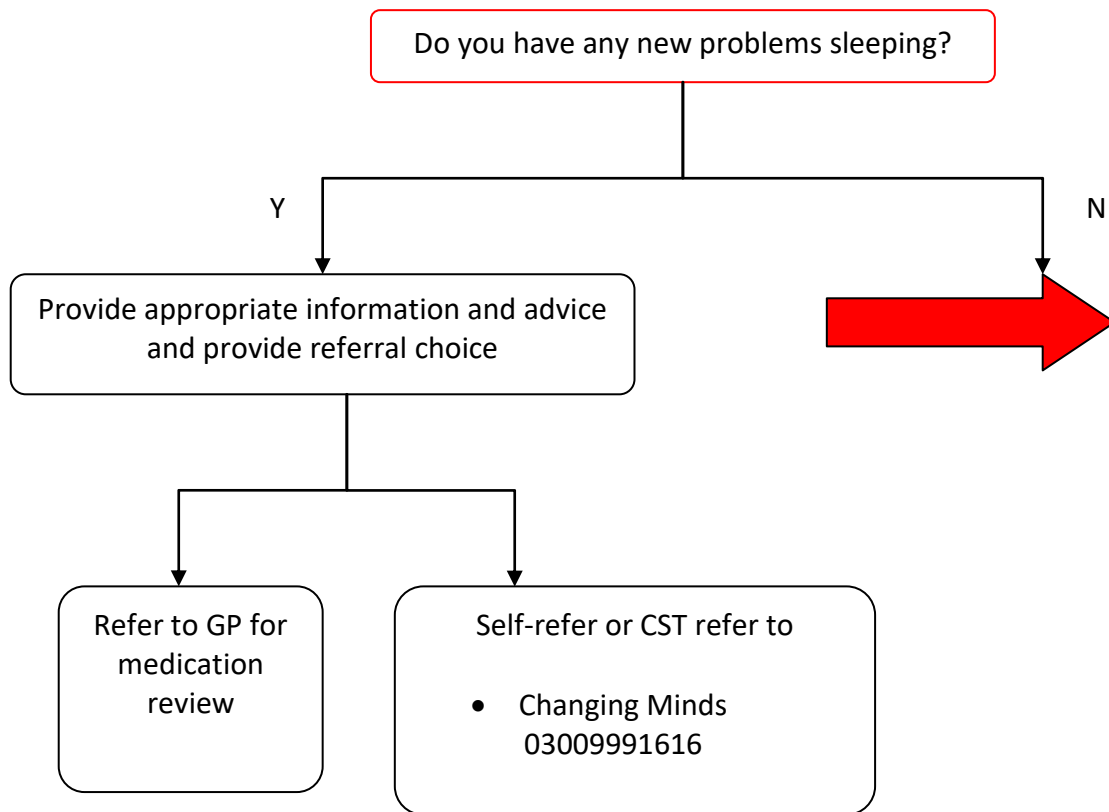 Do you have any new problems sleeping?
Y
N
Provide appropriate information and advice
and provide referral choice
Refer to GP for
medication
review
Self-refer or CST refer to
• Changing Minds
03009991616